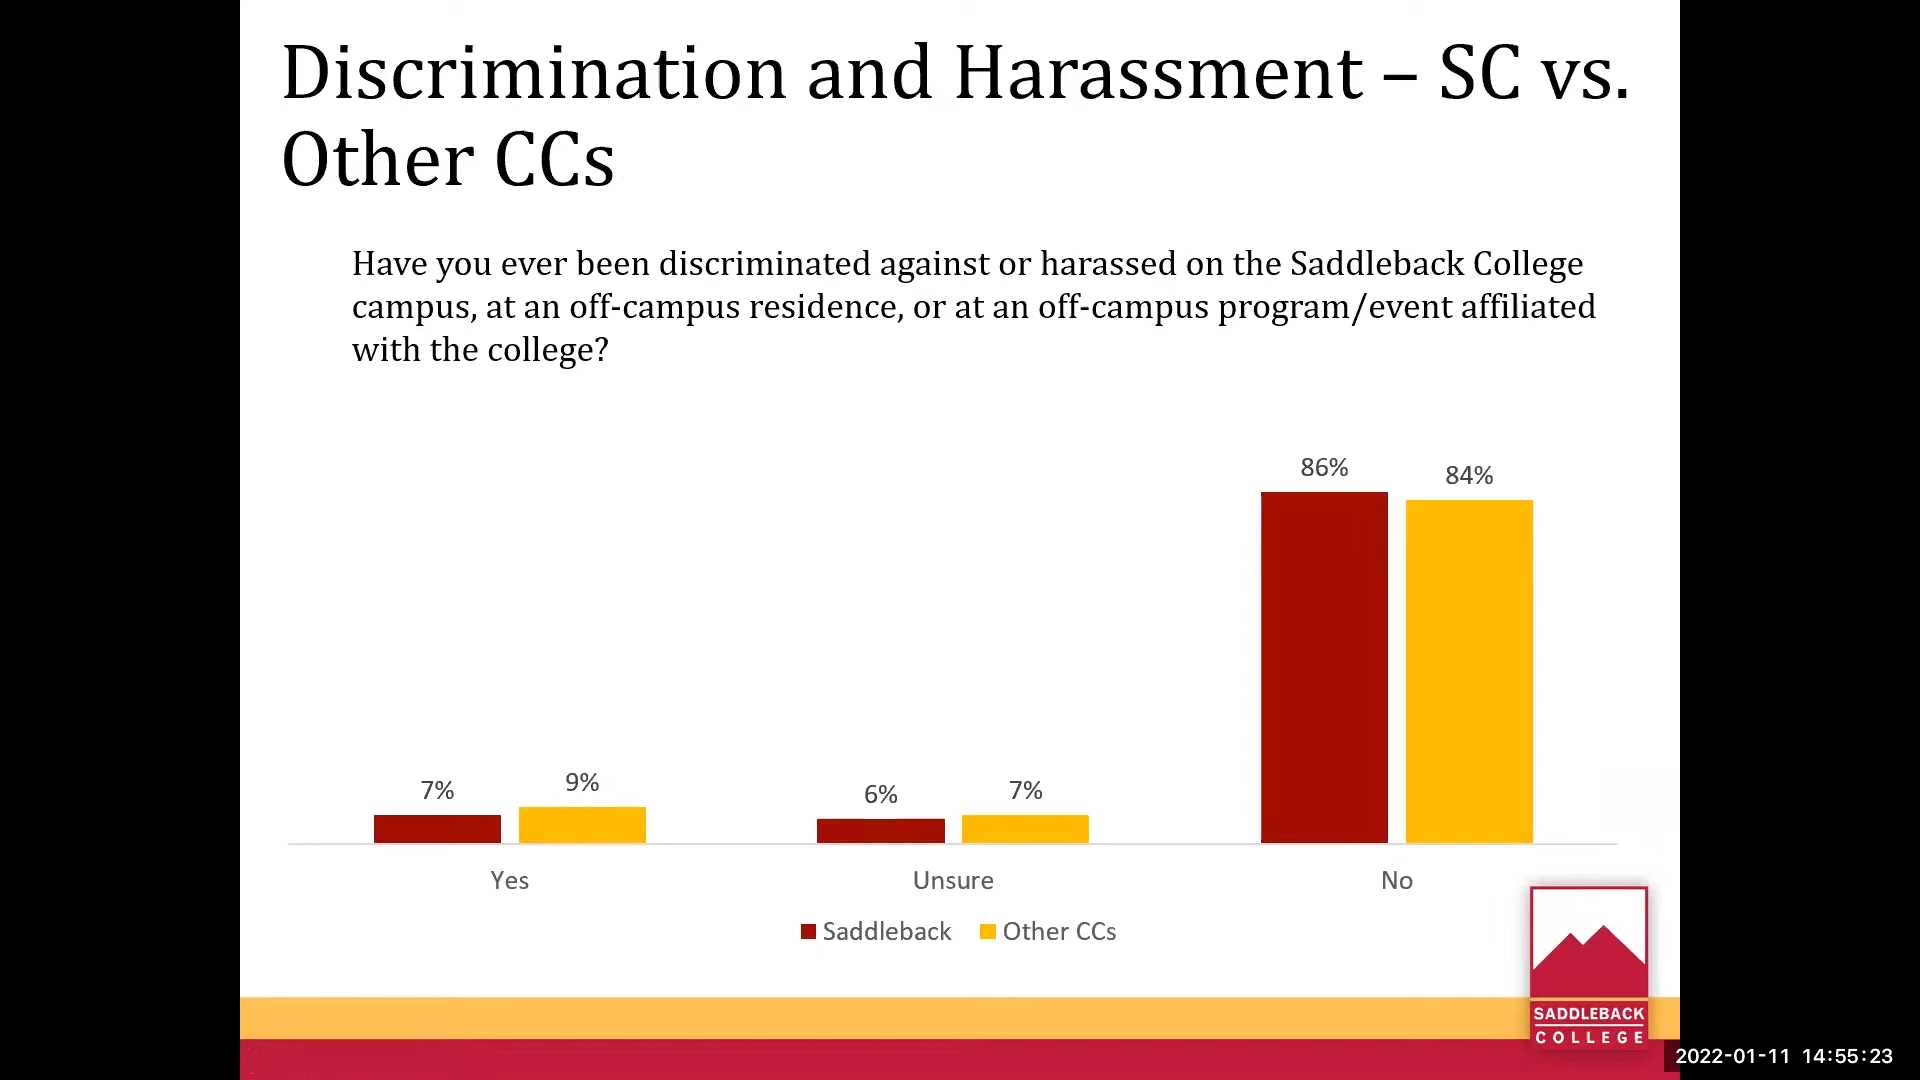 Discrimination and Harassment – SC vs.
Other CCs
Have you ever been discriminated against or harassed on the Saddleback College
campus, at an off-campus residence, or at an off-campus program/event affiliated
with the college?
86%
84%
7%
9%
6%
7%
Yes
Unsure
No
Saddleback
Other CCs
SADDLEBACK
COLLEGE
2022-01-11 14:55:23